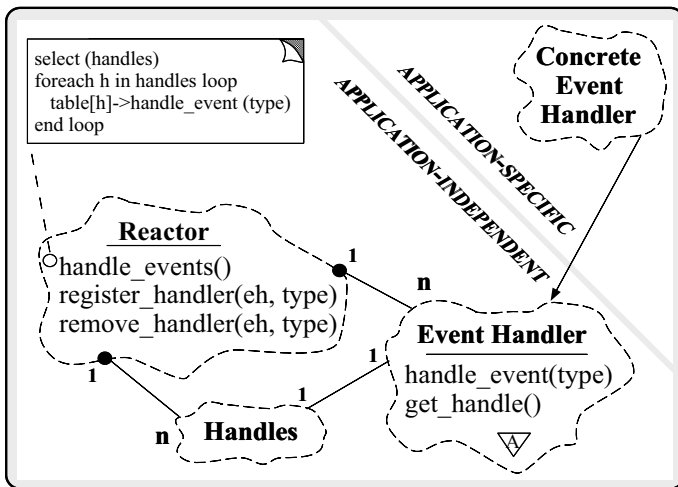 select (handles)
foreach h in handles loop
table[h]->handle_event (type)
end loop
Concrete
Event
Handler
APPLICATION-SPECIFIC
APPLICATION-INDEPENDENT
Reactor
handle_events()
register_handler(eh, type)
remove_handler(eh, type)
1
n
Event Handler
handle_event(type)
get_handle()
A
1
1
1
n
Handles